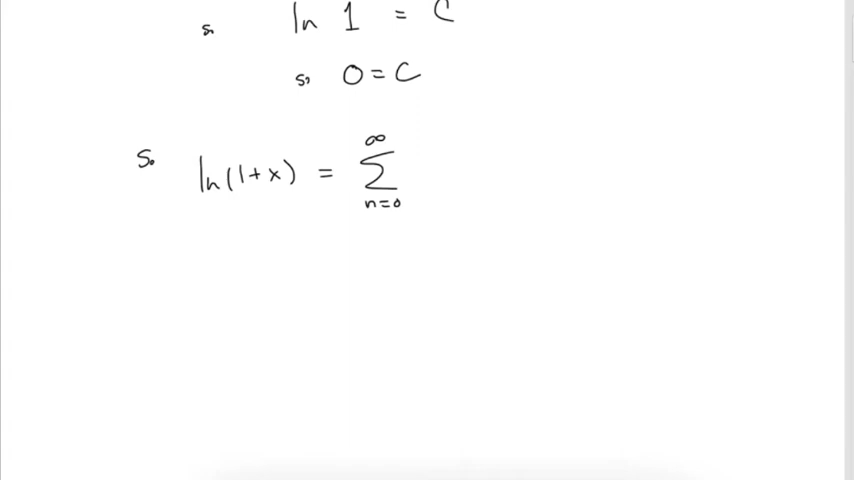 so ln 1 = C
so 0 = C
so ln(1+x) = ∞ ∑ n=0